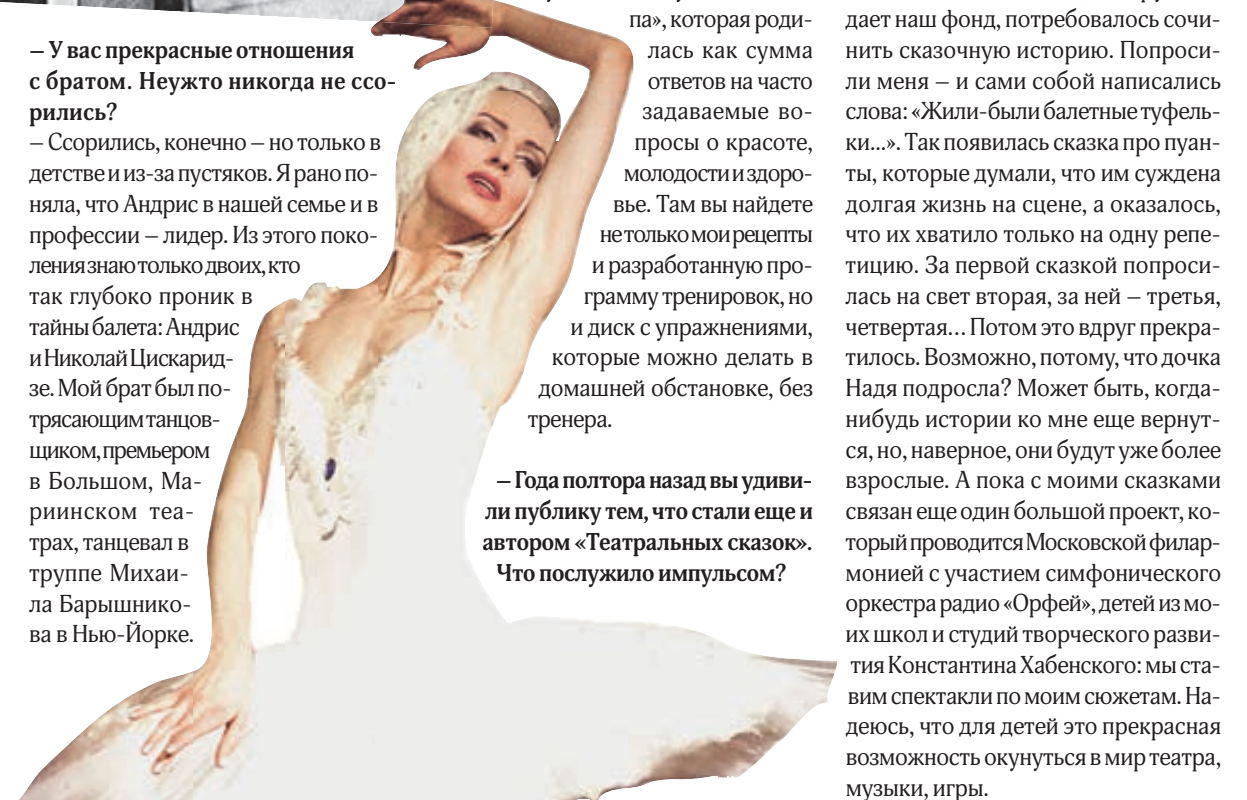 – У вас прекрасные отношения
с братом. Неужто никогда не ссо-
рились?
– Ссорились, конечно – но только в
детстве и из-за пустяков. Я рано по-
няла, что Андрис в нашей семье и в
профессии – лидер. Из этого поко-
ления знаю только двоих, кто
так глубоко проник в
тайны балета: Андрис
и Николай Цискарид-
зе. Мой брат был по-
трясающим танцов-
щиком, премьером
в Большом, Ма-
риинском теа-
трах, танцевал в
труппе Михаи-
ла Барышнико-
ва в Нью-Йорке.
па», которая роди-
лась как сумма
ответов на часто
задаваемые во-
просы о красоте,
молодости и здоро-
вье. Там вы найдете
не только мои рецепты
и разработанную про-
грамму тренировок, но
и диск с упражнениями,
которые можно делать в
домашней обстановке, без
тренера.
– Года полтора назад вы удиви-
ли публику тем, что стали еще и
автором «Театральных сказок».
Что послужило импульсом?
дает наш фонд, потребовалось сочи-
нить сказочную историю. Попроси-
ли меня – и сами собой написались
слова: «Жили-были балетные туфель-
ки...». Так появилась сказка про пуан-
ты, которые думали, что им суждена
долгая жизнь на сцене, а оказалось,
что их хватило только на одну репе-
тицию. За первой сказкой попроси-
лась на свет вторая, за ней – третья,
четвертая… Потом это вдруг прекра-
тилось. Возможно, потому, что дочка
Надя подросла? Может быть, когда-
нибудь истории ко мне еще вернут-
ся, но, наверное, они будут уже более
взрослые. А пока с моими сказками
связан еще один большой проект, ко-
торый проводится Московской филар-
монией с участием симфонического
оркестра радио «Орфей», детей из мо-
их школ и студий творческого разви-
тия Константина Хабенского: мы ста-
вим спектакли по моим сюжетам. На-
деюсь, что для детей это прекрасная
возможность окунуться в мир театра,
музыки, игры.